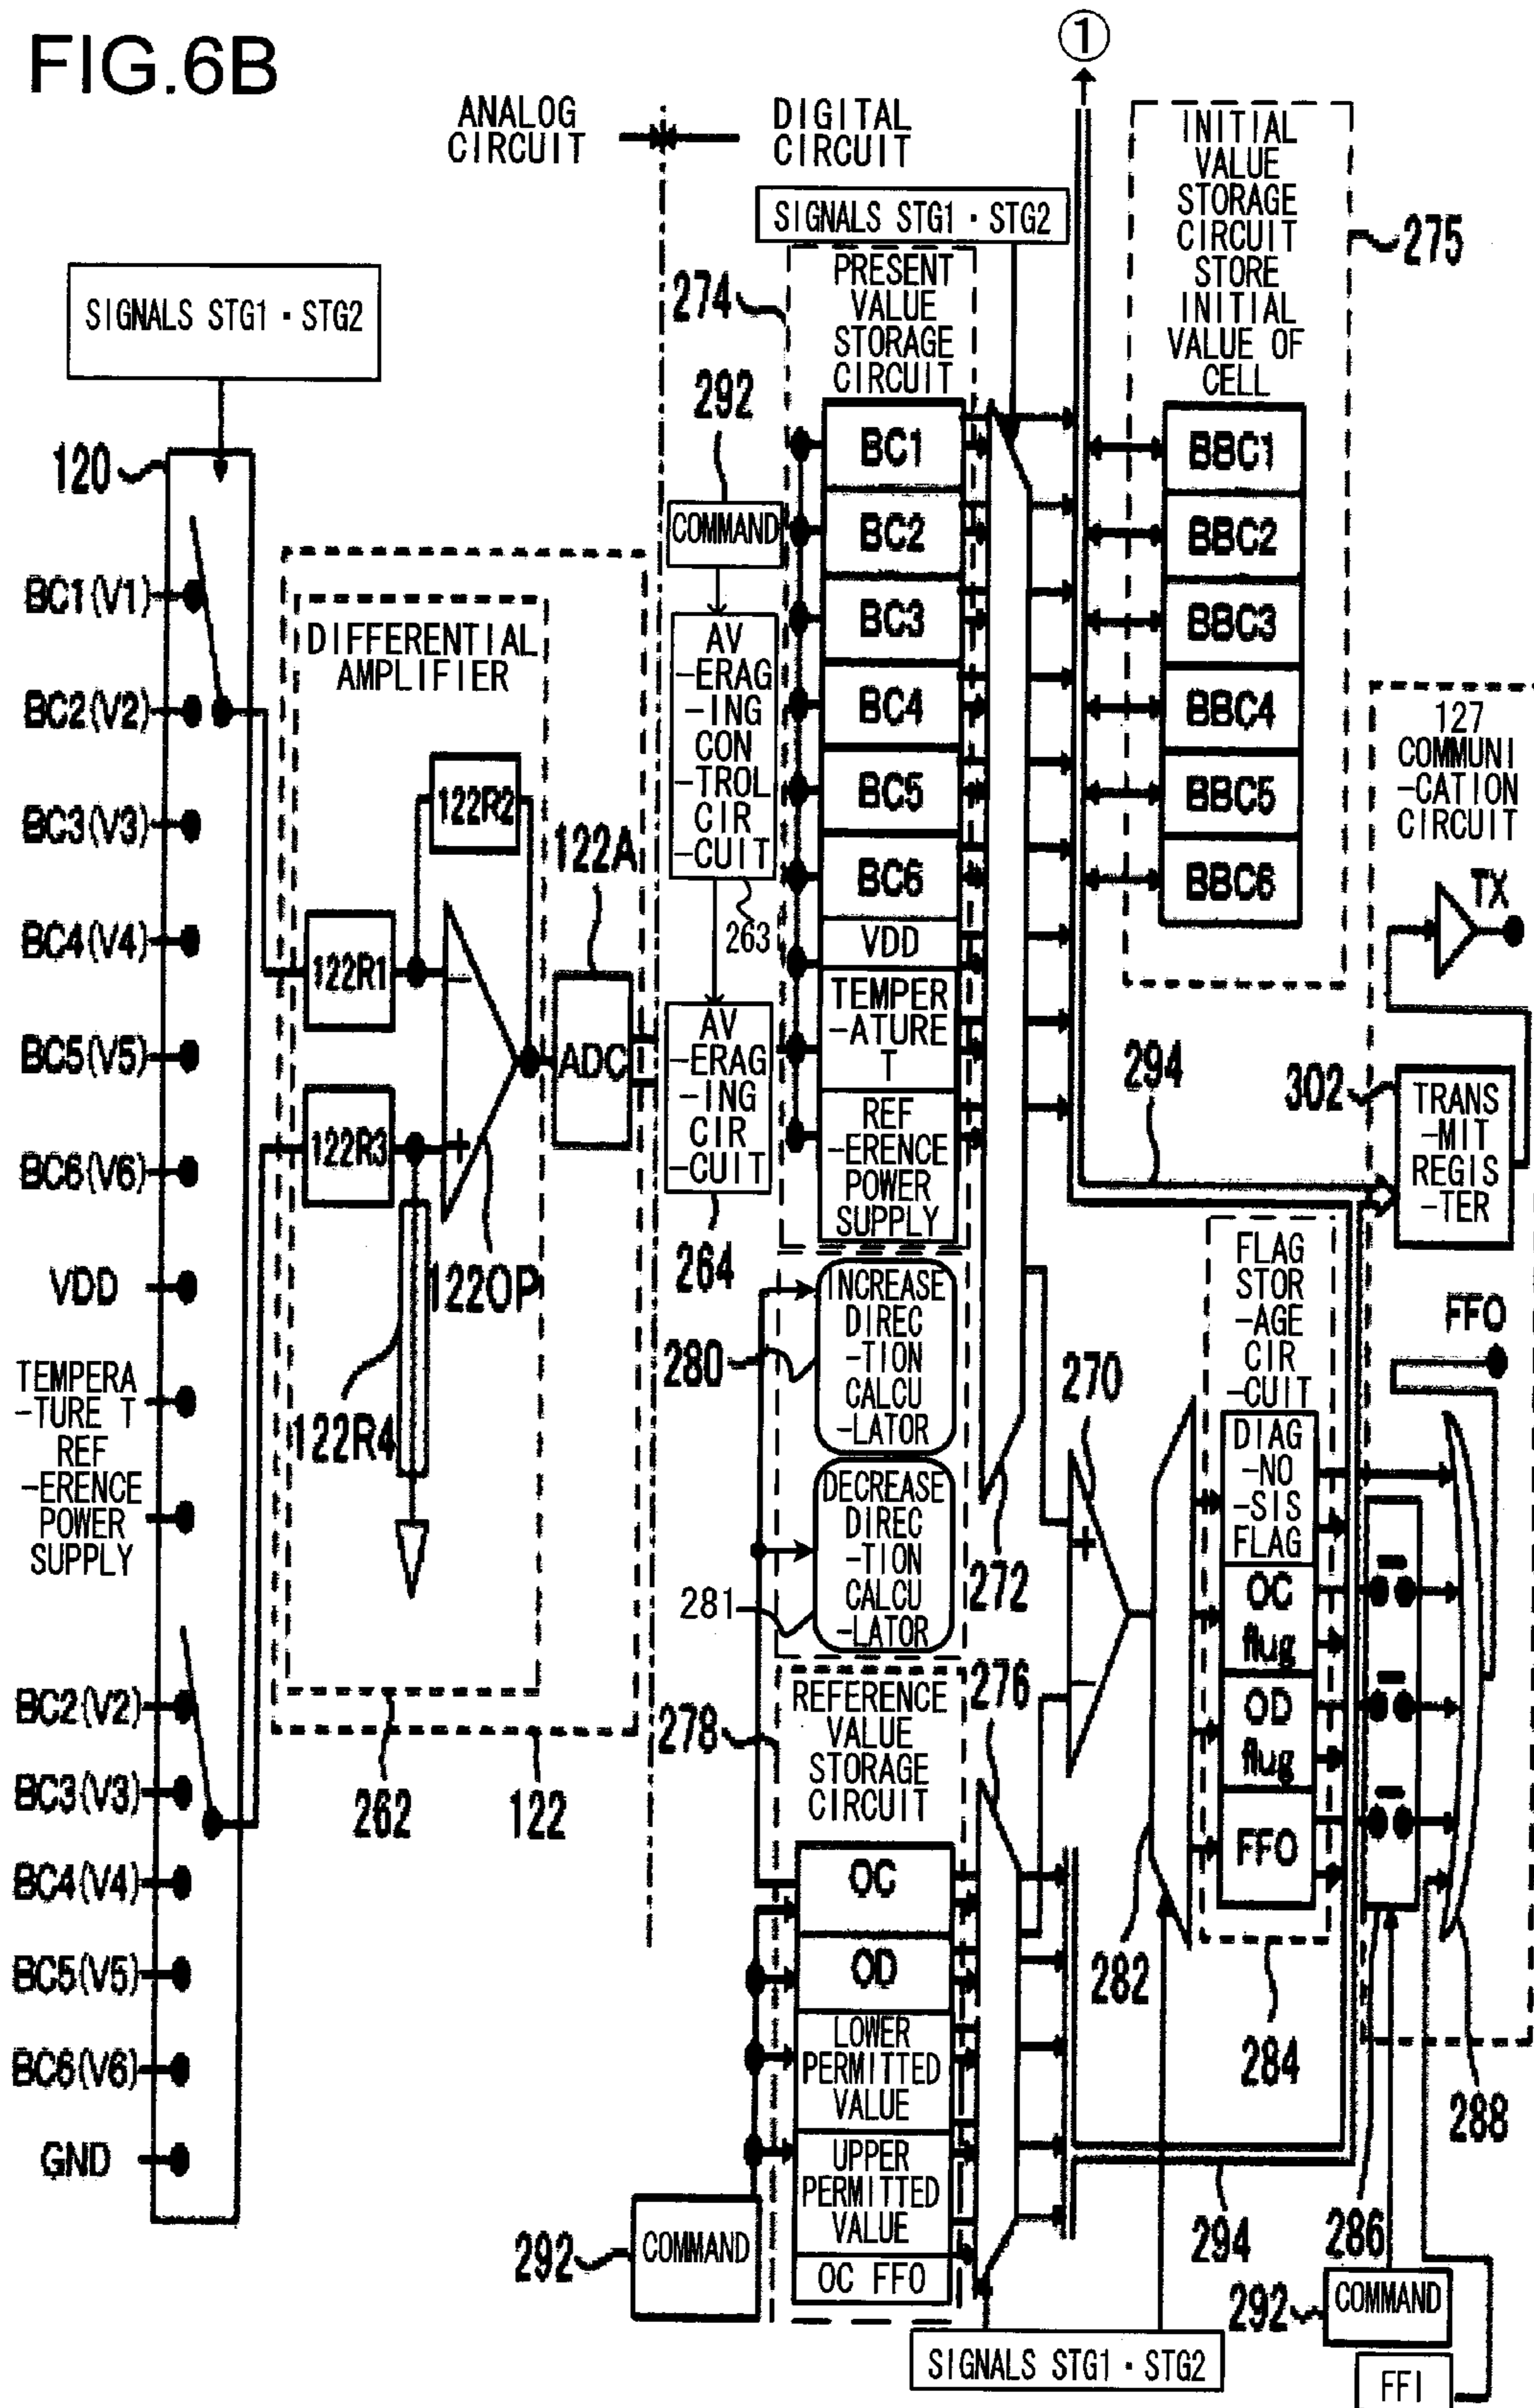 FIG.6B
①
ANALOG
CIRCUIT
DIGITAL
CIRCUIT
SIGNALS STG1・STG2
120
BC1(V1)
BC2(V2)
BC3(V3)
BC4(V4)
BC5(V5)
BC6(V6)
VDD
TEMPERA
-TURE T
REF
-ERENCE
POWER
SUPPLY
BC2(V2)
BC3(V3)
BC4(V4)
BC5(V5)
BC6(V6)
GND
DIFFERENTIAL
AMPLIFIER
122R2
122A
122R1
−
122R3
+
ADC
122OP
122R4
262
122
292
COMMAND
AV
-ERAG
-ING
CON
-TROL
CIR
-CUIT
263
AV
-ERAG
-ING
CIR
-CUIT
264
SIGNALS STG1・STG2
274
PRESENT
VALUE
STORAGE
CIRCUIT
BC1
BC2
BC3
BC4
BC5
BC6
VDD
TEMPER
-ATURE
T
REF
-ERENCE
POWER
SUPPLY
INCREASE
DIREC
-TION
CALCU
-LATOR
280
DECREASE
DIREC
-TION
CALCU
-LATOR
281
272
278
REFERENCE
VALUE
STORAGE
CIRCUIT
276
OC
OD
LOWER
PERMITTED
VALUE
UPPER
PERMITTED
VALUE
OC FFO
292
COMMAND
SIGNALS STG1・STG2
INITIAL
VALUE
STORAGE
CIRCUIT
STORE
INITIAL
VALUE OF
CELL
275
BBC1
BBC2
BBC3
BBC4
BBC5
BBC6
127
COMMUNI
-CATION
CIRCUIT
TX
294
302
TRANS
-MIT
REGIS
-TER
270
+
−
282
FLAG
STOR
-AGE
CIR
-CUIT
DIAG
-NO
-SIS
FLAG
OC
flug
OD
flug
FFO
284
FFO
288
294
286
292
COMMAND
FFI